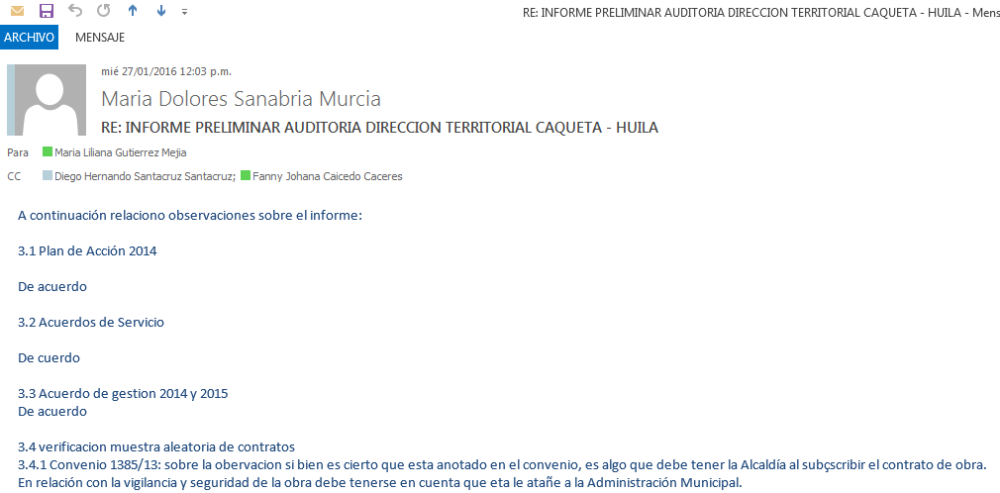 RE: INFORME PRELIMINAR AUDITORIA DIRECCION TERRITORIAL CAQUETA - HUILA - Mens
ARCHIVO MENSAJE
mié 27/01/2016 12:03 p.m.
Maria Dolores Sanabria Murcia
RE: INFORME PRELIMINAR AUDITORIA DIRECCION TERRITORIAL CAQUETA - HUILA
Para Maria Liliana Gutierrez Mejia
CC Diego Hernando Santacruz Santacruz; Fanny Johana Caicedo Caceres
A continuación relaciono observaciones sobre el informe:
3.1 Plan de Acción 2014
De acuerdo
3.2 Acuerdos de Servicio
De cuerdo
3.3 Acuerdo de gestion 2014 y 2015
De acuerdo
3.4 verificacion muestra aleatoria de contratos
3.4.1 Convenio 1385/13: sobre la obervacion si bien es cierto que esta anotado en el convenio, es algo que debe tener la Alcaldía al subçscribir el contrato de obra.
En relación con la vigilancia y seguridad de la obra debe tenerse en cuenta que eta le atañe a la Administración Municipal.